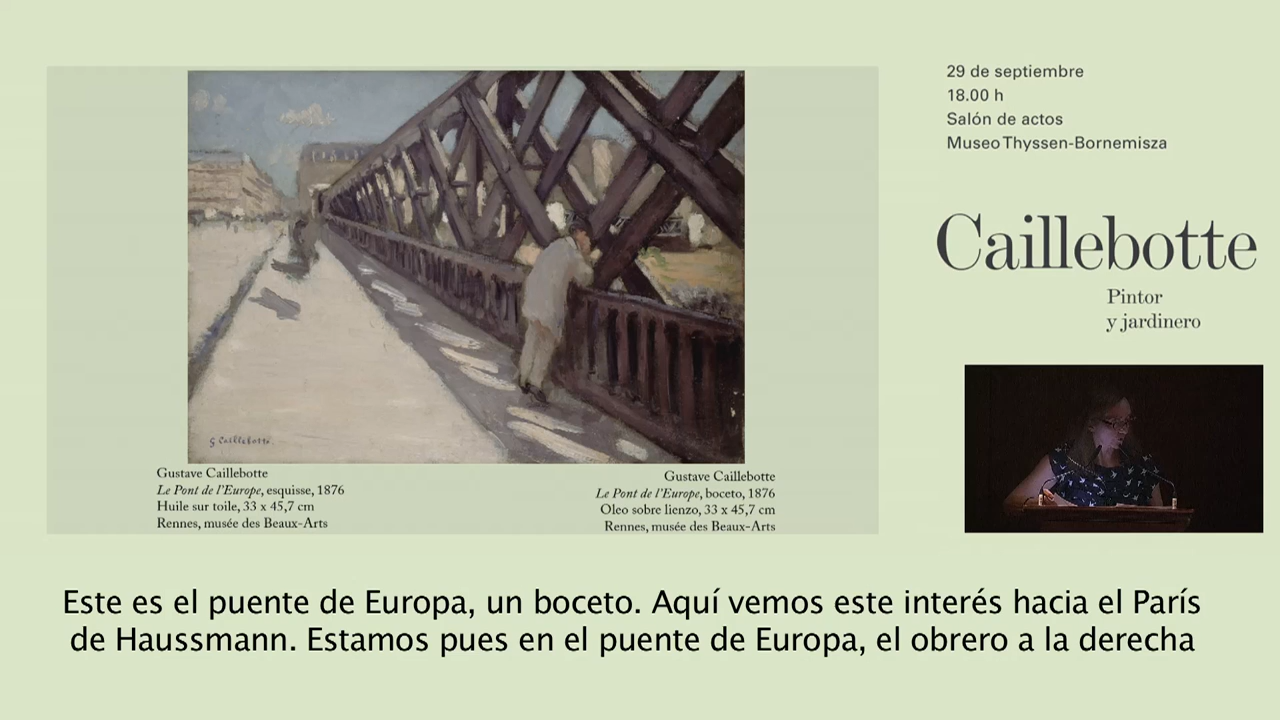 29 de septiembre
18.00 h
Salón de actos
Museo Thyssen-Bornemisza
Caillebotte
Pintor
y jardinero
G Caillebotte
Gustave Caillebotte
Le Pont de l'Europe, esquisse, 1876
Huile sur toile, 33 x 45,7 cm
Rennes, musée des Beaux-Arts
Gustave Caillebotte
Le Pont de l'Europe, boceto, 1876
Oleo sobre lienzo, 33 x 45,7 cm
Rennes, musée des Beaux-Arts
Este es el puente de Europa, un boceto. Aquí vemos este interés hacia el París
de Haussmann. Estamos pues en el puente de Europa, el obrero a la derecha